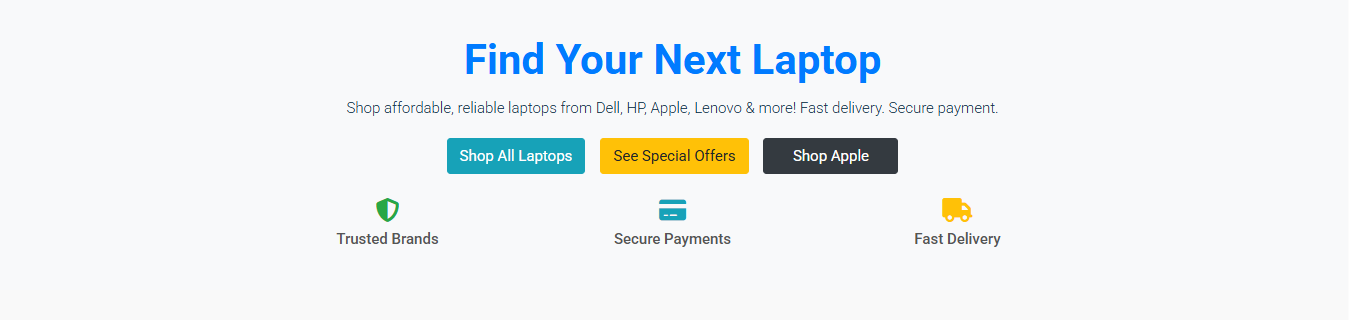 Find Your Next Laptop
Shop affordable, reliable laptops from Dell, HP, Apple, Lenovo & more! Fast delivery. Secure payment.
Shop All Laptops
See Special Offers
Shop Apple
Trusted Brands
Secure Payments
Fast Delivery